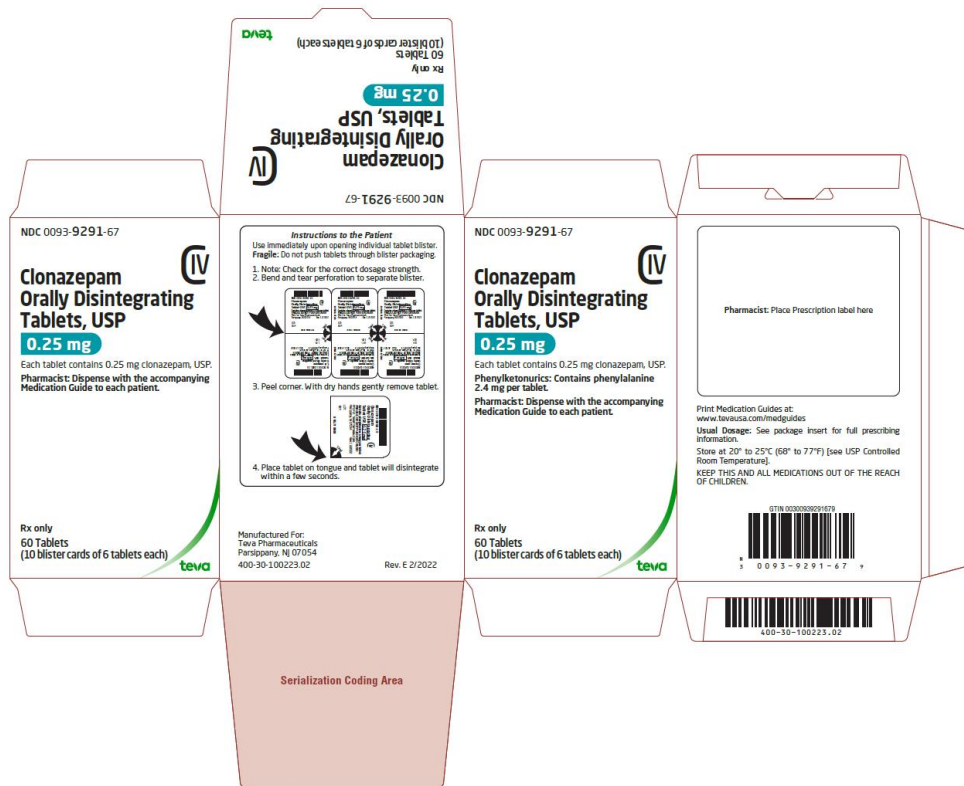 teva
(10 blister cards of 6 tablets each)
60 Tablets
Rx only
0.25 mg
Tablets, USP
Orally Disintegrating
Clonazepam
CIV
NDC 0093-9291-67
NDC 0093-9291-67
CIV
Clonazepam
Orally Disintegrating
Tablets, USP
0.25 mg
Each tablet contains 0.25 mg clonazepam, USP.
Pharmacist: Dispense with the accompanying
Medication Guide to each patient.
Rx only
60 Tablets
(10 blister cards of 6 tablets each)
teva
Instructions to the Patient
Use immediately upon opening individual tablet blister.
Fragile: Do not push tablets through blister packaging.
1. Note: Check for the correct dosage strength.
2. Bend and tear perforation to separate blister.
3. Peel corner. With dry hands gently remove tablet.
4. Place tablet on tongue and tablet will disintegrate
within a few seconds.
Manufactured For:
Teva Pharmaceuticals
Parsippany, NJ 07054
400-30-100223.02 Rev. E 2/2022
Serialization Coding Area
NDC 0093-9291-67
CIV
Clonazepam
Orally Disintegrating
Tablets, USP
0.25 mg
Each tablet contains 0.25 mg clonazepam, USP.
Phenylketonurics: Contains phenylalanine
2.4 mg per tablet.
Pharmacist: Dispense with the accompanying
Medication Guide to each patient.
Rx only
60 Tablets
(10 blister cards of 6 tablets each)
teva
Pharmacist: Place Prescription label here
Print Medication Guides at:
www.tevausa.com/medguides
Usual Dosage: See package insert for full prescribing
information.
Store at 20° to 25°C (68° to 77°F) [see USP Controlled
Room Temperature].
KEEP THIS AND ALL MEDICATIONS OUT OF THE REACH
OF CHILDREN.
GTIN 00300939291679
N
3 0093-9291-67 9
400-30-100223.02